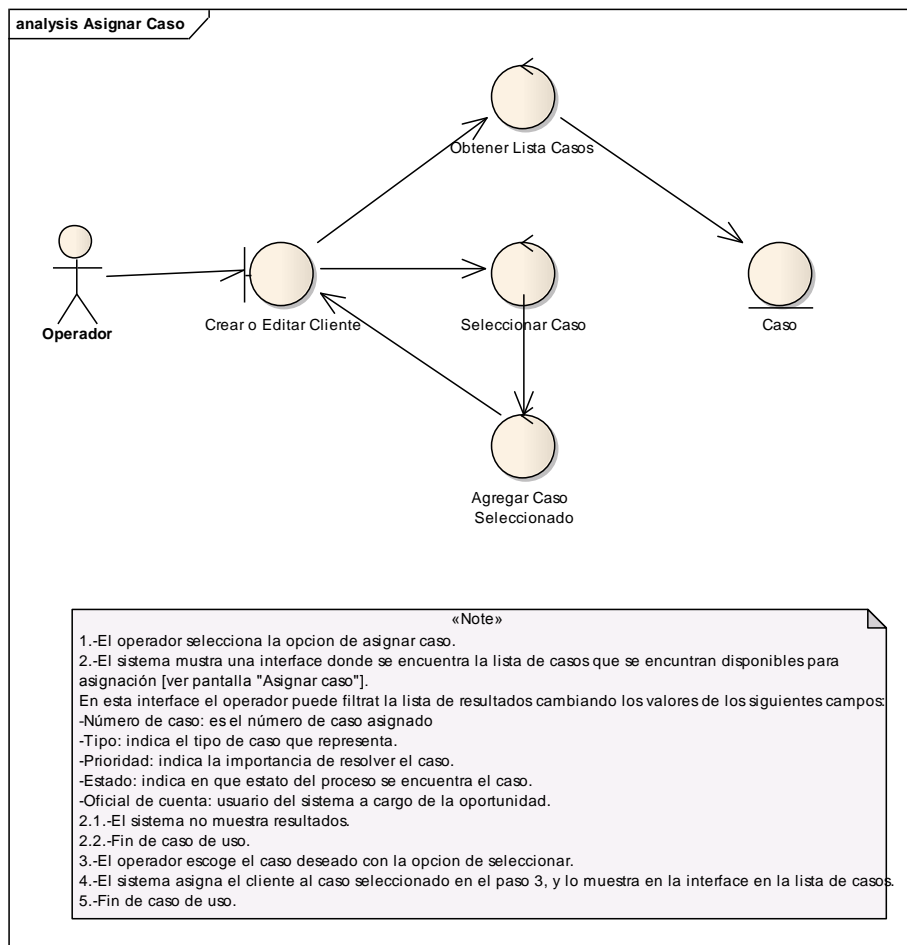 analysis Asignar Caso
Obtener Lista Casos
Operador
Crear o Editar Cliente
Seleccionar Caso
Caso
Agregar Caso
Seleccionado
«Note»
1.-El operador selecciona la opcion de asignar caso.
2.-El sistema mustra una interface donde se encuentra la lista de casos que se encuntran disponibles para
asignación [ver pantalla "Asignar caso"].
En esta interface el operador puede filtrat la lista de resultados cambiando los valores de los siguientes campos:
-Número de caso: es el número de caso asignado
-Tipo: indica el tipo de caso que representa.
-Prioridad: indica la importancia de resolver el caso.
-Estado: indica en que estato del proceso se encuentra el caso.
-Oficial de cuenta: usuario del sistema a cargo de la oportunidad.
2.1.-El sistema no muestra resultados.
2.2.-Fin de caso de uso.
3.-El operador escoge el caso deseado con la opcion de seleccionar.
4.-El sistema asigna el cliente al caso seleccionado en el paso 3, y lo muestra en la interface en la lista de casos.
5.-Fin de caso de uso.